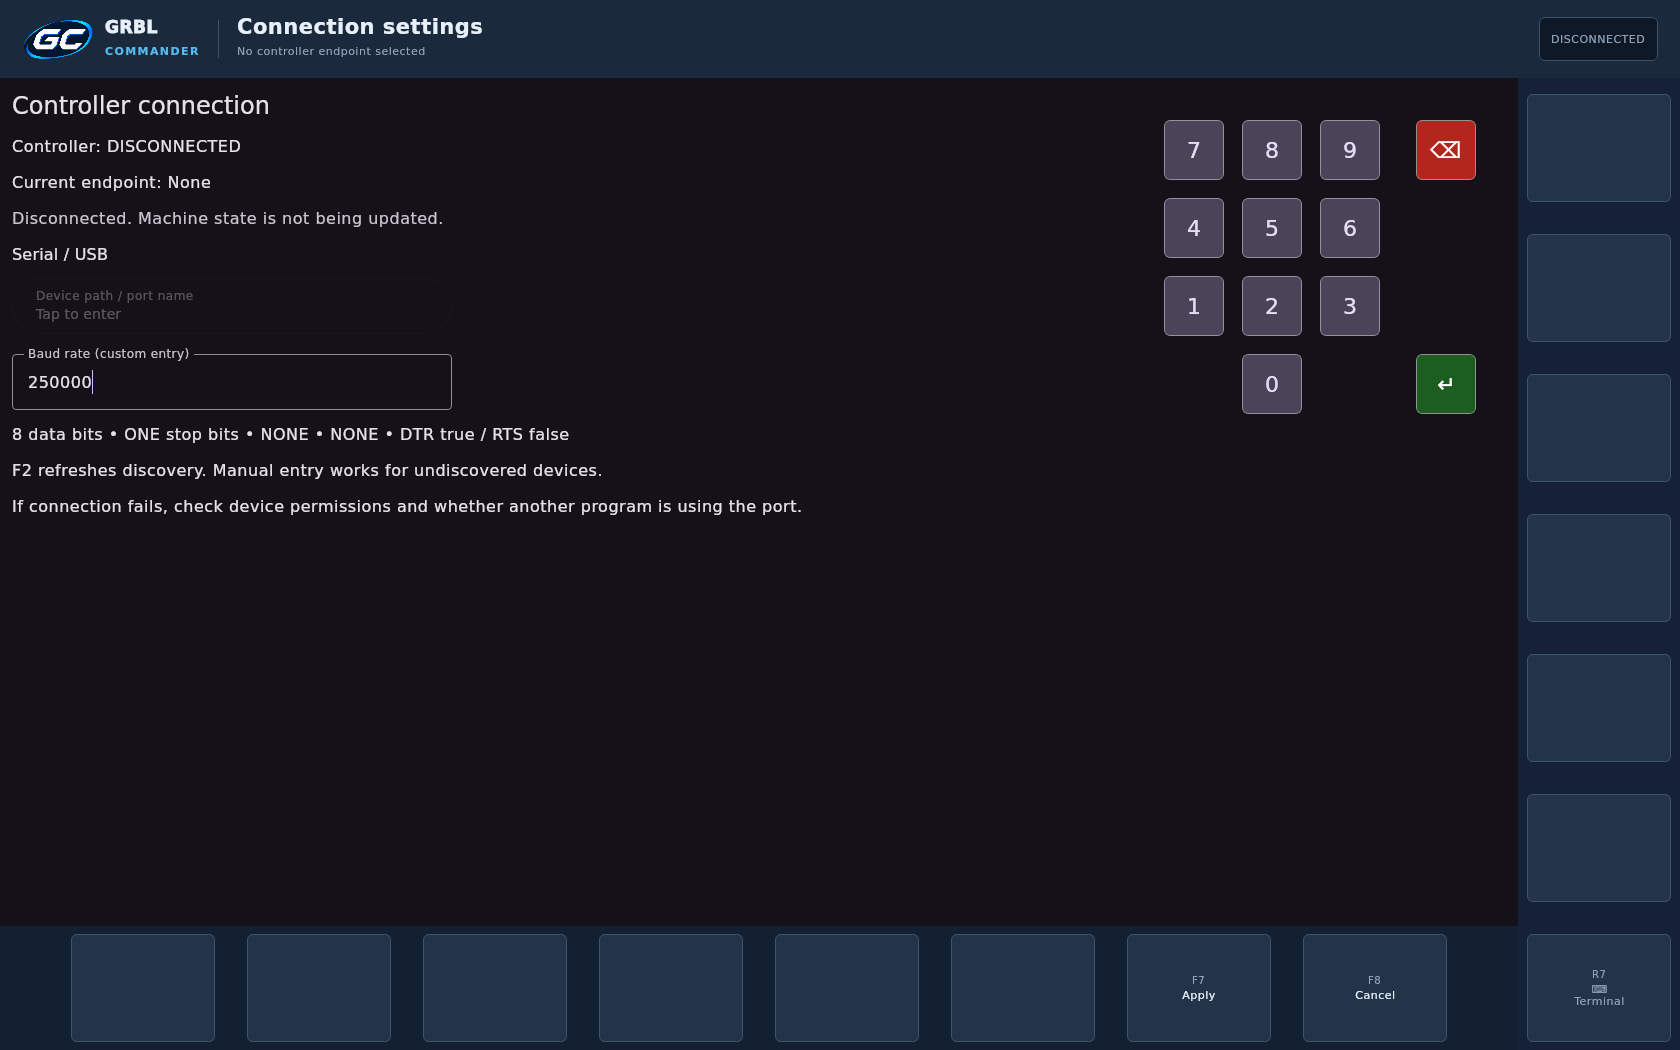 GC
GRBL
COMMANDER
Connection settings
No controller endpoint selected
DISCONNECTED
Controller connection
Controller: DISCONNECTED
Current endpoint: None
Disconnected. Machine state is not being updated.
Serial / USB
Device path / port name
Tap to enter
Baud rate (custom entry)
250000
8 data bits • ONE stop bits • NONE • NONE • DTR true / RTS false
F2 refreshes discovery. Manual entry works for undiscovered devices.
If connection fails, check device permissions and whether another program is using the port.
7 8 9 ⌫
4 5 6
1 2 3
0 ↵
F7
Apply
F8
Cancel
R7
⌨
Terminal